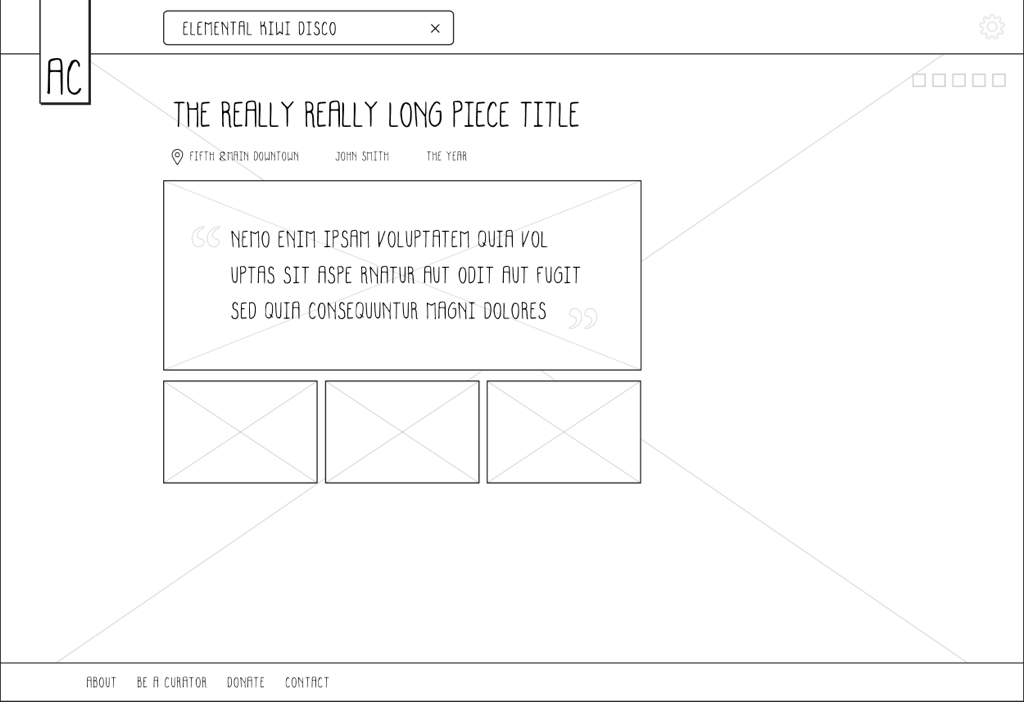 ELEMENTAL KIWI DISCO ×
AC
THE REALLY REALLY LONG PIECE TITLE
FIFTH &MAIN DOWNTOWN JOHN SMITH THE YEAR
“ NEMO ENIM IPSAM VOLUPTATEM QUIA VOL
UPTAS SIT ASPE RNATUR AUT ODIT AUT FUGIT
SED QUIA CONSEQUUNTUR MAGNI DOLORES ”
ABOUT BE A CURATOR DONATE CONTACT